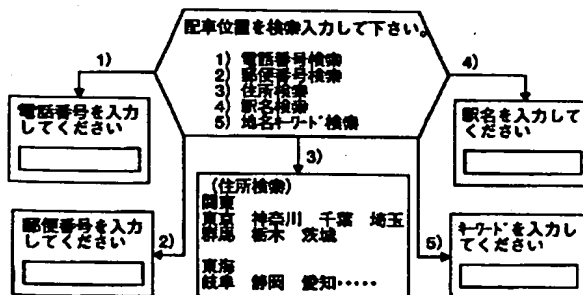 配車位置を検索入力して下さい。
1) 電話番号検索
2) 郵便番号検索
3) 住所検索
4) 駅名検索
5) 地名キーワード検索
1)
電話番号を入力
してください
4)
駅名を入力して
ください
2)
郵便番号を入力
してください
3)
(住所検索)
関東
東京 神奈川 千葉 埼玉
群馬 栃木 茨城
東海
岐阜 静岡 愛知・・・・・
5)
キーワードを入力し
てください